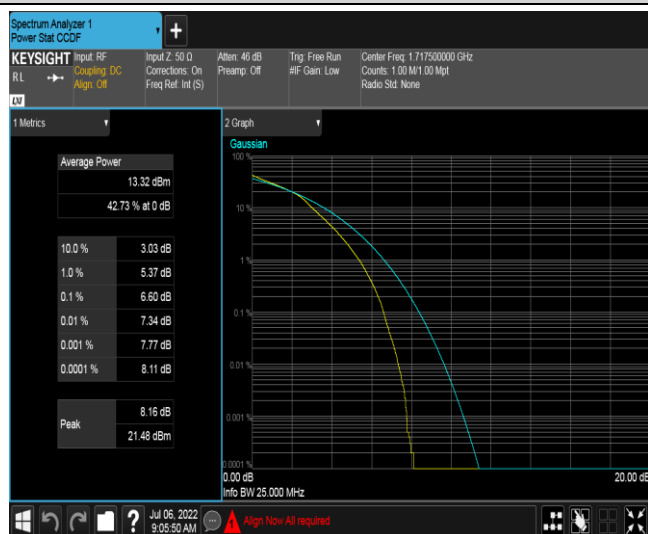 Spectrum Analyzer 1
Power Stat CCDF
+
KEYSIGHT
RL
LXI
Input: RF
Coupling: DC
Align: Off
Input Z: 50 Ω
Corrections: On
Freq Ref: Int (S)
Atten: 46 dB
Preamp: Off
Trig: Free Run
#IF Gain: Low
Center Freq: 1.717500000 GHz
Counts: 1.00 M/1.00 Mpt
Radio Std: None
1 Metrics
Average Power
13.32 dBm
42.73 % at 0 dB
10.0 % 3.03 dB
1.0 % 5.37 dB
0.1 % 6.60 dB
0.01 % 7.34 dB
0.001 % 7.77 dB
0.0001 % 8.11 dB
Peak
8.16 dB
21.48 dBm
2 Graph
Gaussian
100 %
10 %
1 %
0.1 %
0.01 %
0.001 %
0.0001 %
0.00 dB
20.00 dB
Info BW 25.000 MHz
?
Jul 06, 2022
9:05:50 AM
Align Now All required